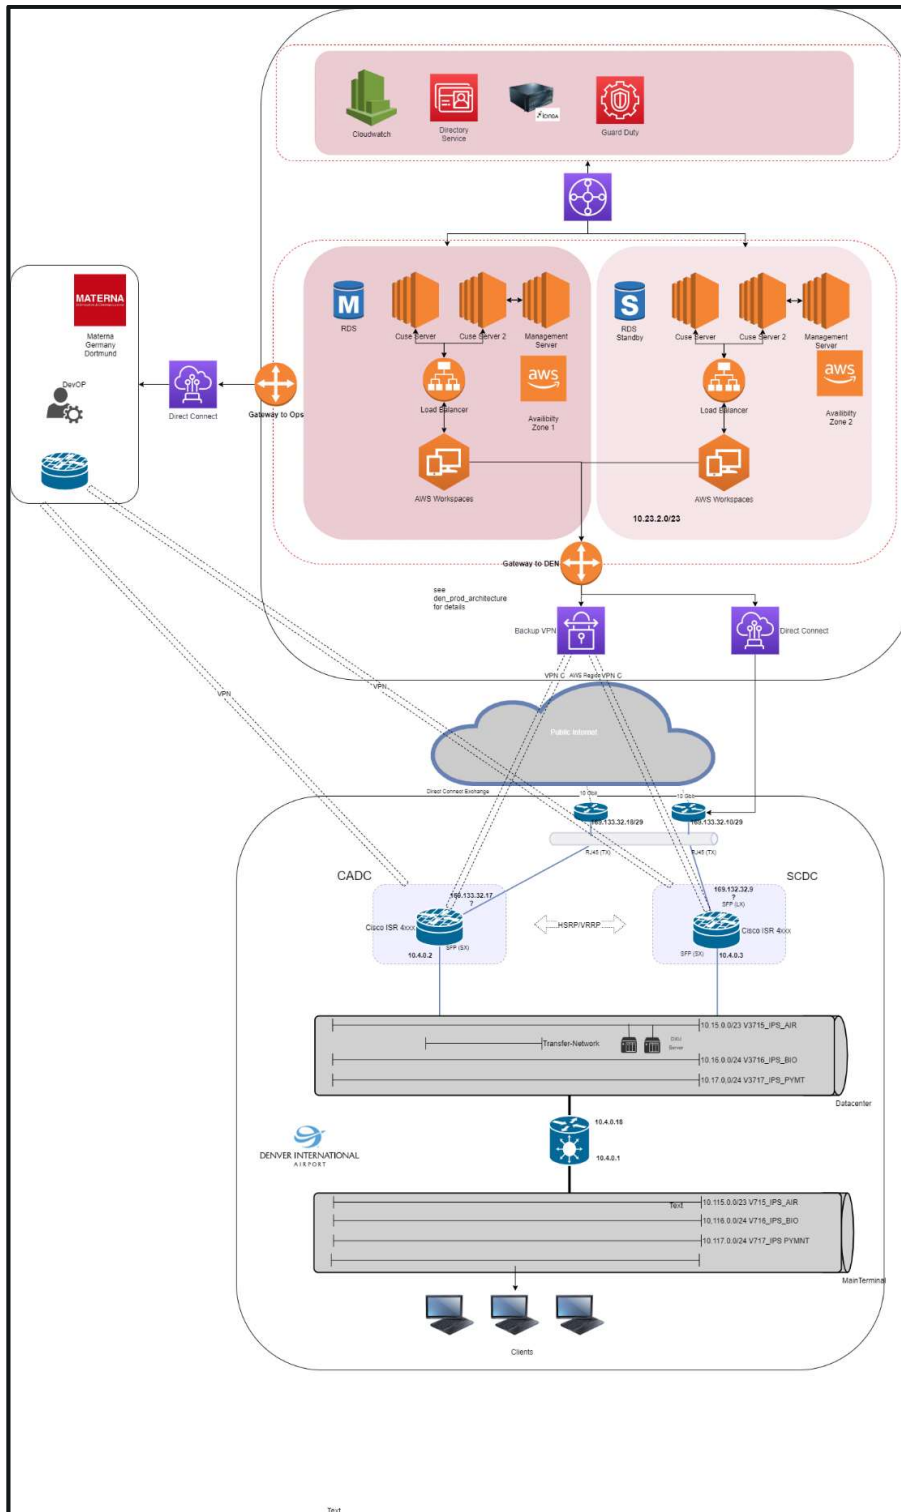 Cloudwatch
Directory
Service
Guard Duty
MATERNA
Materna
Germany
Dortmund
DevOP
Direct Connect
Gateway to Ops
M
RDS
Cuse Server
Cuse Server 2
Management
Server
aws
Availibilty
Zone 1
Load Balancer
AWS Workspaces
S
RDS
Standby
Cuse Server
Cuse Server 2
Management
Server
aws
Availibilty
Zone 2
Load Balancer
AWS Workspaces
10.23.2.0/23
Gateway to DEN
see
den_prod_architecture
for details
Backup VPN
Direct Connect
VPN
VPN
VPN C
AWS Region
VPN C
Public Internet
Direct Connect Exchange
10 Gbit
10 Gbit
169.133.32.18/29
169.133.32.10/29
RJ45 (TX)
RJ45 (TX)
CADC
SCDC
169.133.32.17
?
169.132.32.9
?
SFP (LX)
Cisco ISR 4xxx
SFP (SX)
10.4.0.2
HSRP/VRRP
Cisco ISR 4xxx
SFP (SX)
10.4.0.3
10.15.0.0/23 V3715_IPS_AIR
Transfer-Network
Server
10.16.0.0/24 V3716_IPS_BIO
10.17.0.0/24 V3717_IPS_PYMT
Datacenter
10.4.0.18
DENVER INTERNATIONAL
AIRPORT
10.4.0.1
Text
10.115.0.0/23 V715_IPS_AIR
10.116.0.0/24 V716_IPS_BIO
10.117.0.0/24 V717_IPS PYMNT
MainTerminal
Clients
Text